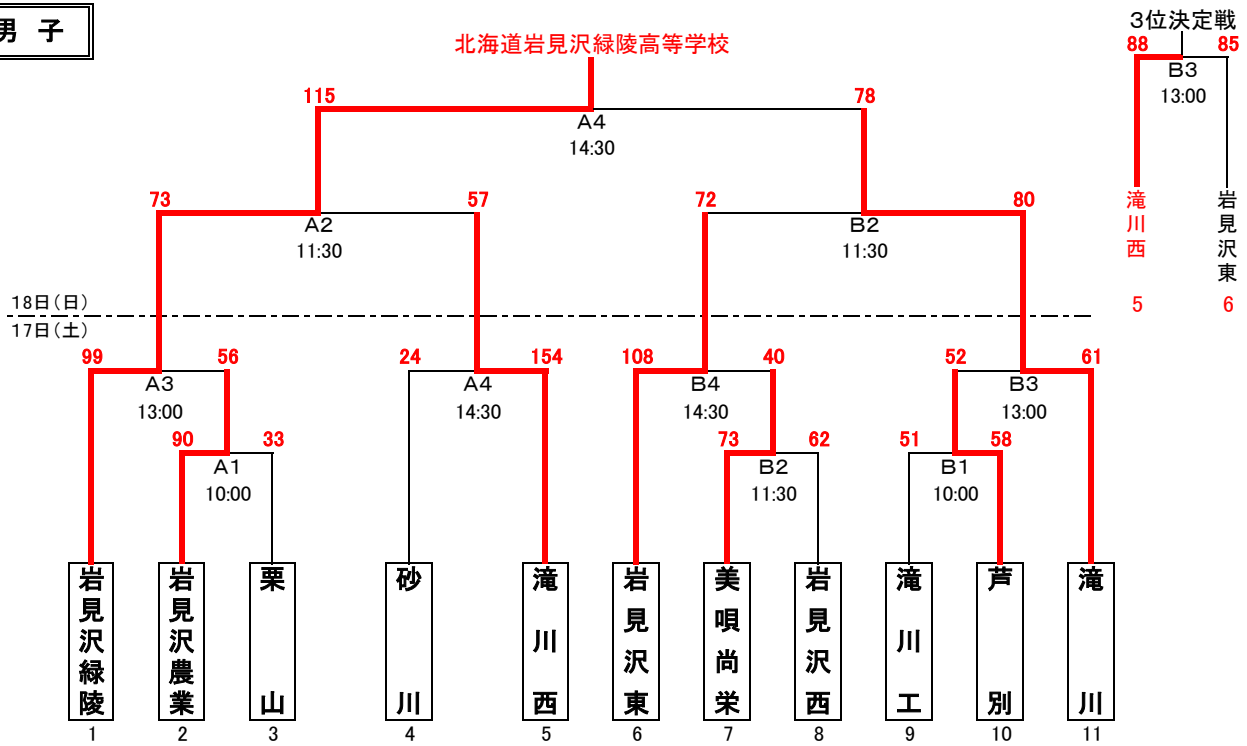 男 子
3位決定戦
北海道岩見沢緑陵高等学校
88
85
B3
13:00
115
78
A4
14:30
73
57
72
80
A2
11:30
B2
11:30
滝川西
岩見沢東
5
6
18日(日)
17日(土)
99
56
24
154
108
40
52
61
A3
13:00
A4
14:30
B4
14:30
B3
13:00
90
33
73
62
51
58
A1
10:00
B2
11:30
B1
10:00
岩見沢緑陵
岩見沢農業
栗山
砂川
滝川西
岩見沢東
美唄尚栄
岩見沢西
滝川工
芦別
滝川
1
2
3
4
5
6
7
8
9
10
11